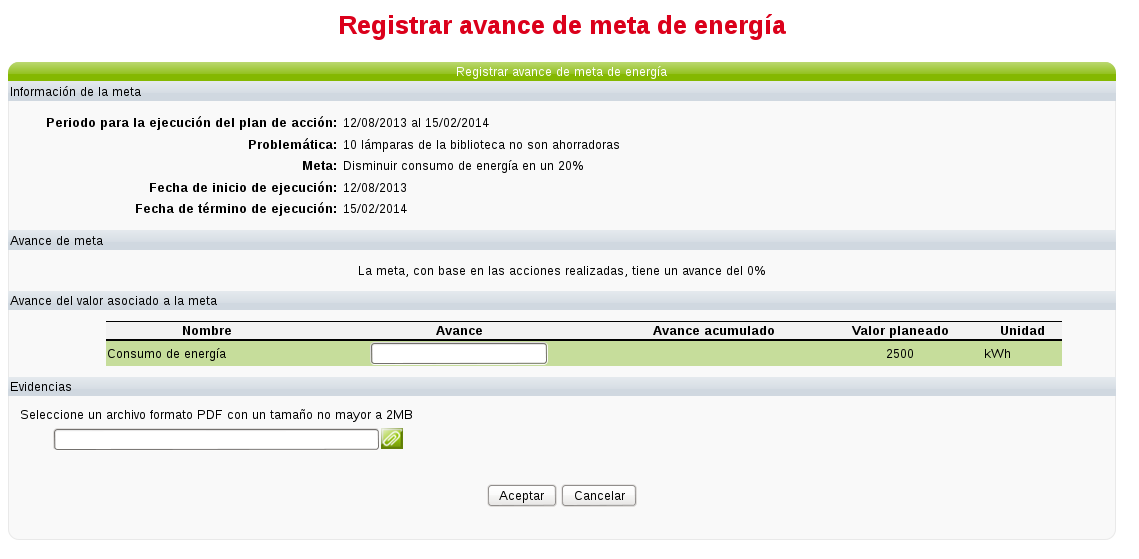 Registrar avance de meta de energía
Registrar avance de meta de energía
Información de la meta
Periodo para la ejecución del plan de acción: 12/08/2013 al 15/02/2014
Problemática: 10 lámparas de la biblioteca no son ahorradoras
Meta: Disminuir consumo de energía en un 20%
Fecha de inicio de ejecución: 12/08/2013
Fecha de término de ejecución: 15/02/2014
Avance de meta
La meta, con base en las acciones realizadas, tiene un avance del 0%
Avance del valor asociado a la meta
Nombre Avance Avance acumulado Valor planeado Unidad
Consumo de energía 2500 kWh
Evidencias
Seleccione un archivo formato PDF con un tamaño no mayor a 2MB
Aceptar Cancelar